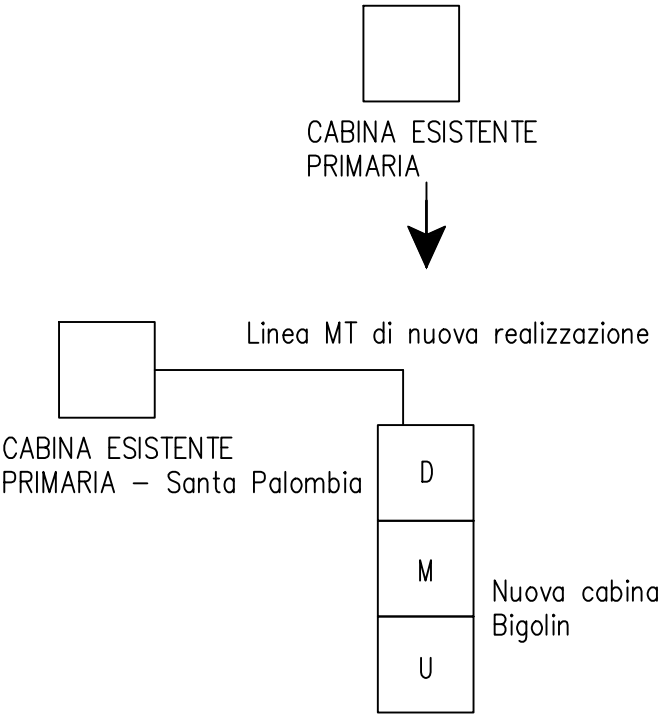 CABINA ESISTENTE
PRIMARIA
Linea MT di nuova realizzazione
CABINA ESISTENTE
PRIMARIA – Santa Palombia
D
M
U
Nuova cabina
Bigolin